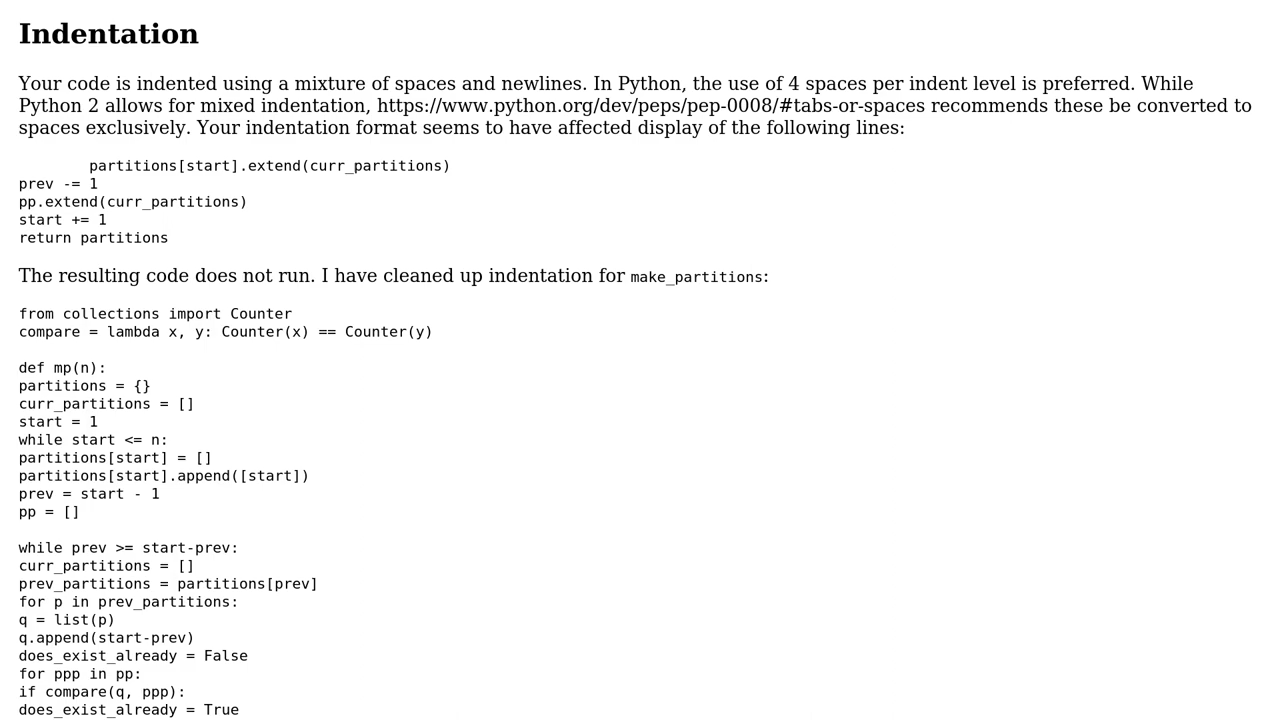 Indentation
Your code is indented using a mixture of spaces and newlines. In Python, the use of 4 spaces per indent level is preferred. While
Python 2 allows for mixed indentation, https://www.python.org/dev/peps/pep-0008/#tabs-or-spaces recommends these be converted to
spaces exclusively. Your indentation format seems to have affected display of the following lines:
        partitions[start].extend(curr_partitions)
prev -= 1
pp.extend(curr_partitions)
start += 1
return partitions
The resulting code does not run. I have cleaned up indentation for make_partitions:
from collections import Counter
compare = lambda x, y: Counter(x) == Counter(y)
def mp(n):
partitions = {}
curr_partitions = []
start = 1
while start <= n:
partitions[start] = []
partitions[start].append([start])
prev = start - 1
pp = []
while prev >= start-prev:
curr_partitions = []
prev_partitions = partitions[prev]
for p in prev_partitions:
q = list(p)
q.append(start-prev)
does_exist_already = False
for ppp in pp:
if compare(q, ppp):
does_exist_already = True